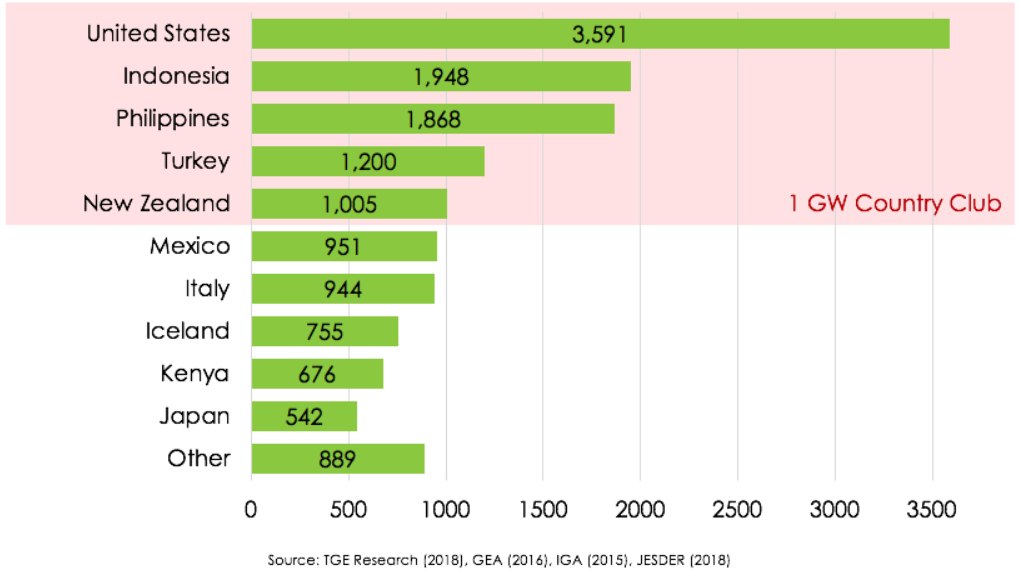 United States 3,591
Indonesia 1,948
Philippines 1,868
Turkey 1,200
New Zealand 1,005 1 GW Country Club
Mexico 951
Italy 944
Iceland 755
Kenya 676
Japan 542
Other 889
0 500 1000 1500 2000 2500 3000 3500
Source: TGE Research (2018), GEA (2016), IGA (2015), JESDER (2018)